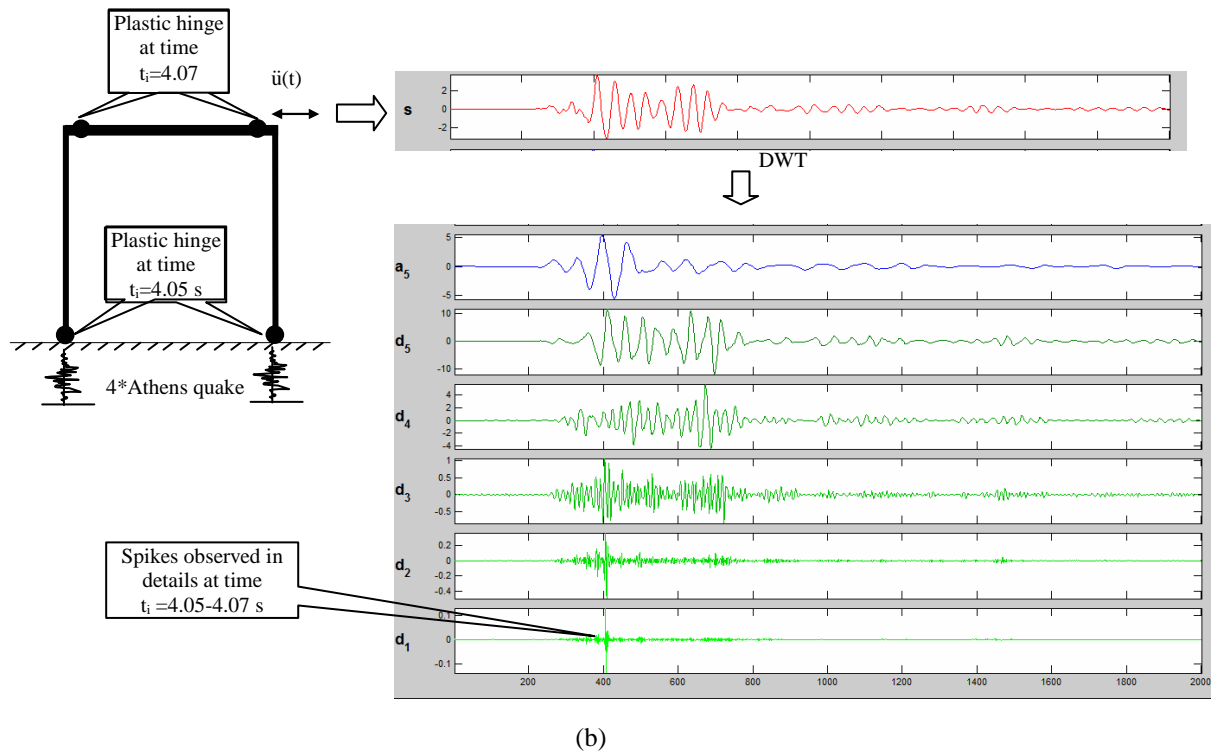 Plastic hinge
at time
tᵢ=4.07
ü(t)
s
2
0
-2
DWT
Plastic hinge
at time
tᵢ=4.05 s
4*Athens quake
a₅
5
0
-5
d₅
10
0
-10
d₄
4
2
0
-2
-4
d₃
1
0.5
0
-0.5
Spikes observed in
details at time
tᵢ =4.05-4.07 s
d₂
0.2
0
-0.2
-0.4
d₁
0.1
0
-0.1
200 400 600 800 1000 1200 1400 1600 1800 2000
(b)